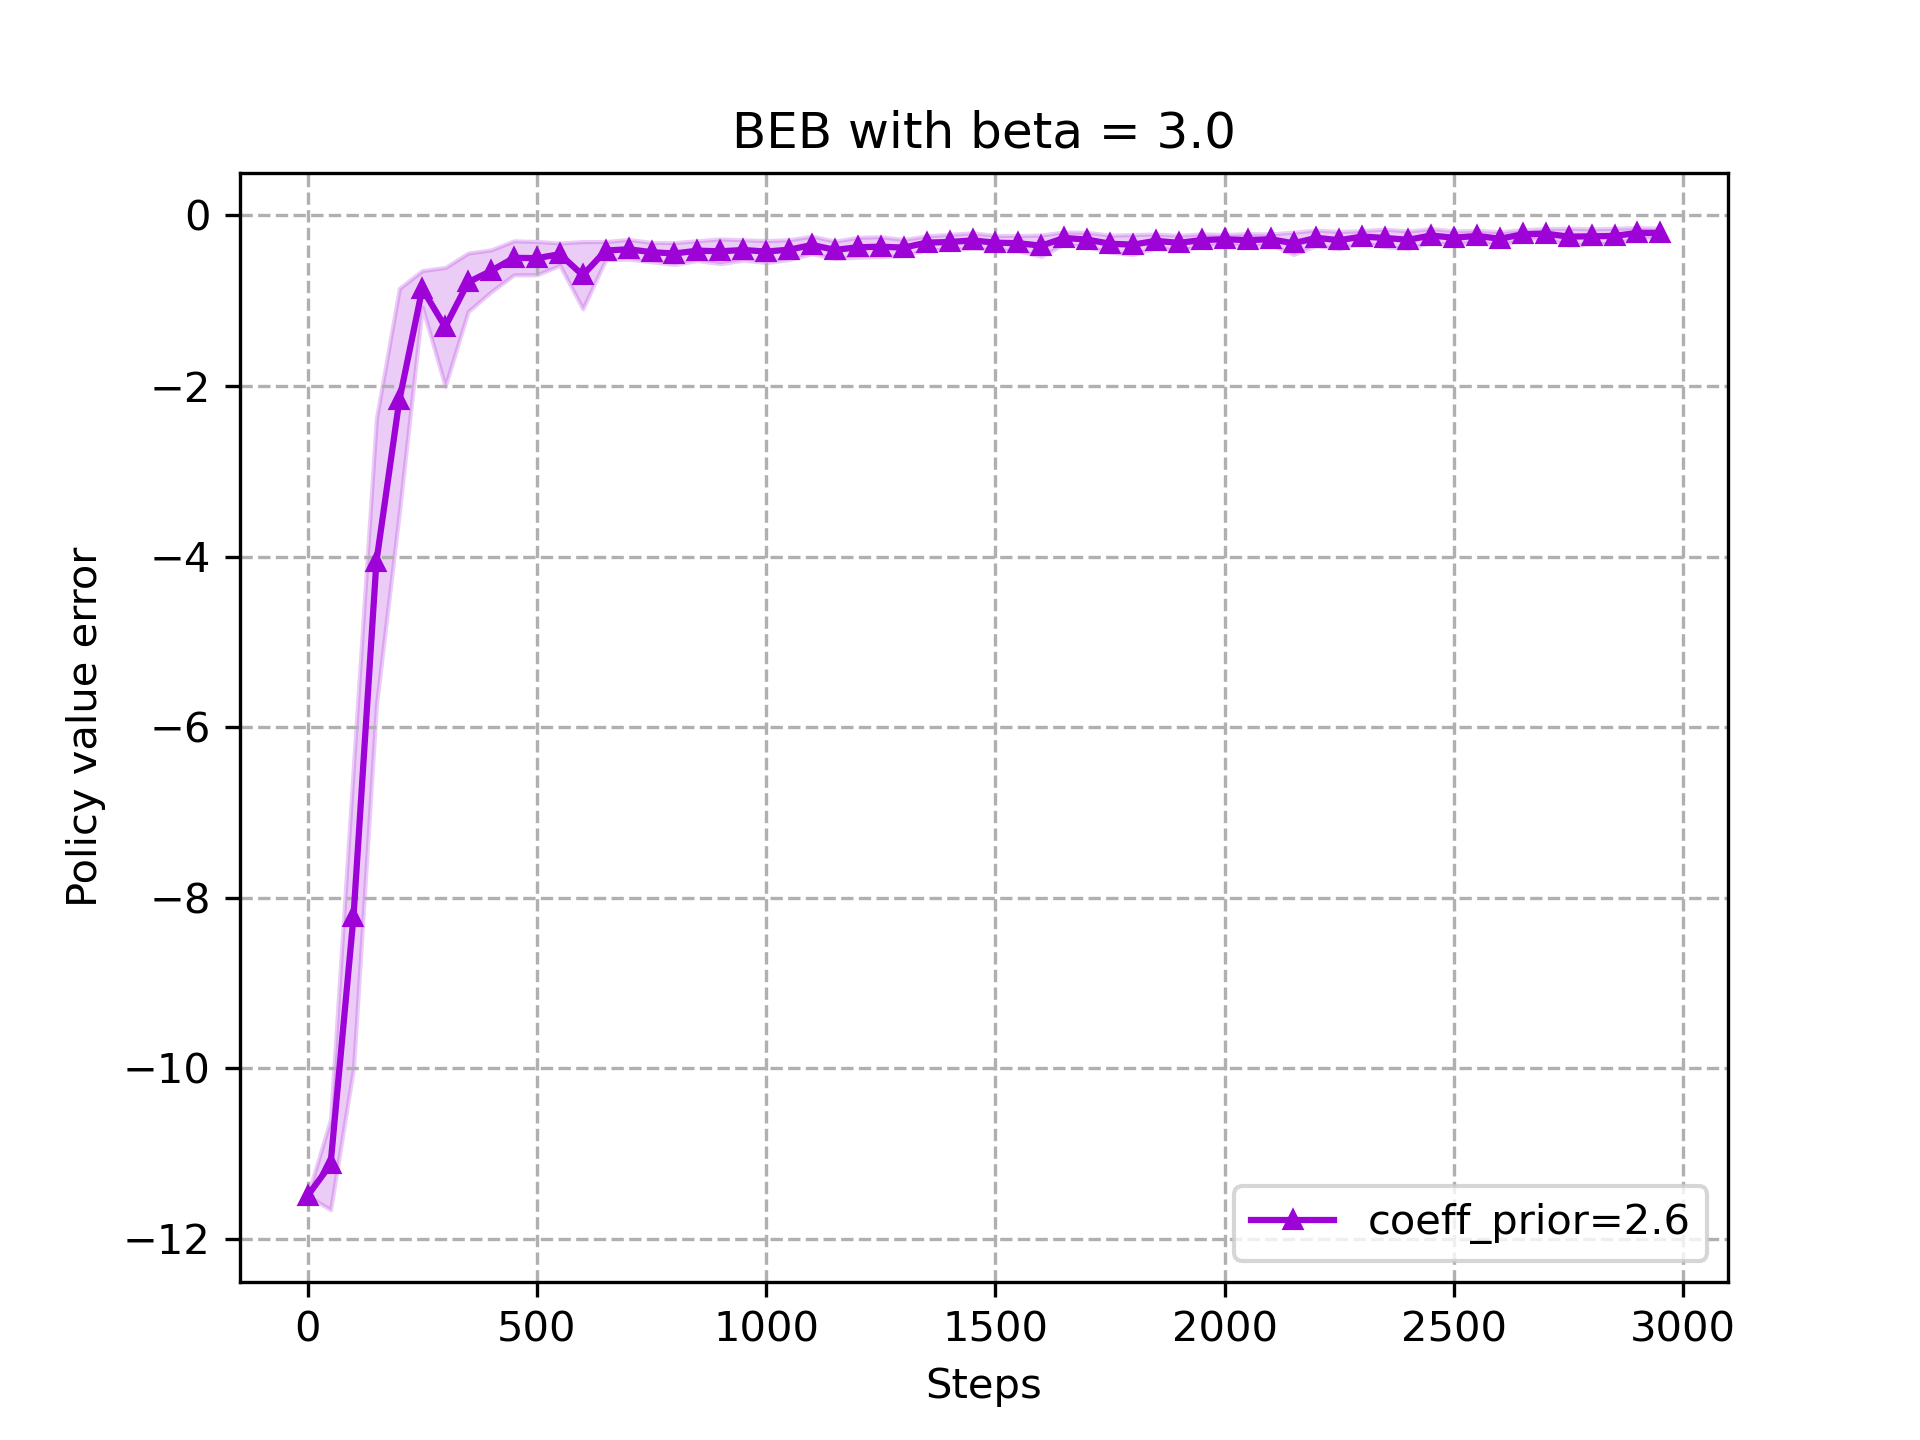 BEB with beta = 3.0
Policy value error
0
−2
−4
−6
−8
−10
−12
coeff_prior=2.6
0 500 1000 1500 2000 2500 3000
Steps